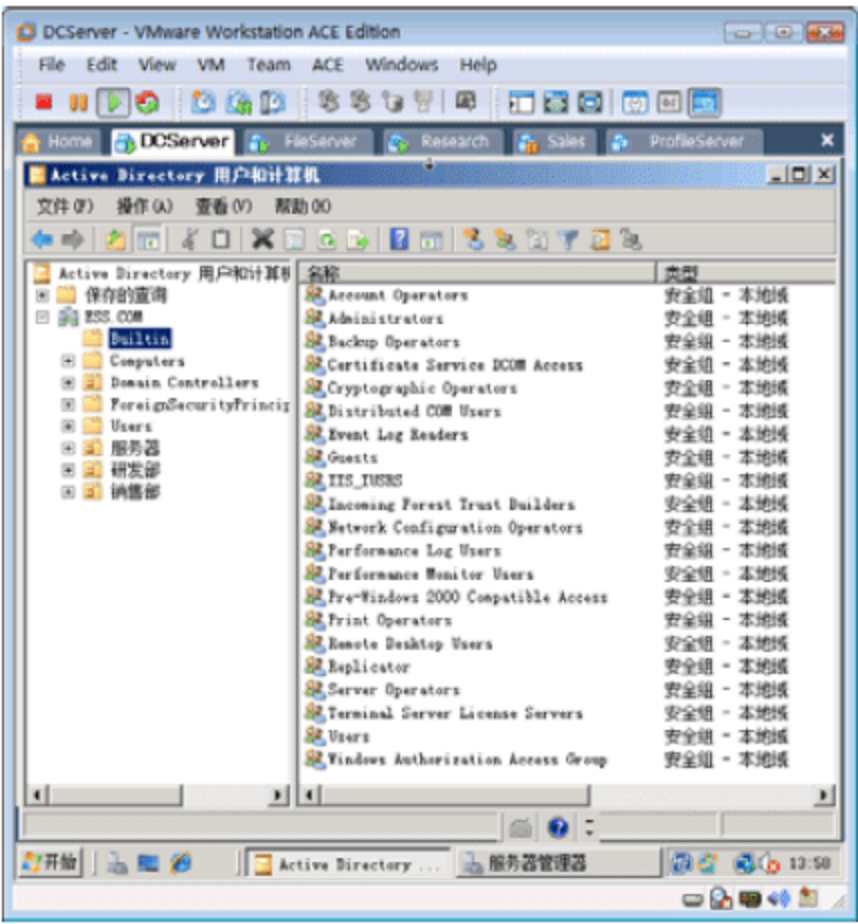 DCServer - VMware Workstation ACE Edition
File Edit View VM Team ACE Windows Help
Home DCServer FileServer Research Sales ProfileServer
Active Directory 用户和计算机
文件(F) 操作(A) 查看(V) 帮助(H)
Active Directory 用户和计算机
保存的查询
ESS.COM
Builtin
Computers
Domain Controllers
ForeignSecurityPrincip
Users
服务器
研发部
销售部
名称 类型
Account Operators 安全组 - 本地域
Administrators 安全组 - 本地域
Backup Operators 安全组 - 本地域
Certificate Service DCOM Access 安全组 - 本地域
Cryptographic Operators 安全组 - 本地域
Distributed COM Users 安全组 - 本地域
Event Log Readers 安全组 - 本地域
Guests 安全组 - 本地域
IIS_IUSRS 安全组 - 本地域
Incoming Forest Trust Builders 安全组 - 本地域
Network Configuration Operators 安全组 - 本地域
Performance Log Users 安全组 - 本地域
Performance Monitor Users 安全组 - 本地域
Pre-Windows 2000 Compatible Access 安全组 - 本地域
Print Operators 安全组 - 本地域
Remote Desktop Users 安全组 - 本地域
Replicator 安全组 - 本地域
Server Operators 安全组 - 本地域
Terminal Server License Servers 安全组 - 本地域
Users 安全组 - 本地域
Windows Authorization Access Group 安全组 - 本地域
开始 Active Directory ... 服务器管理器 13:58